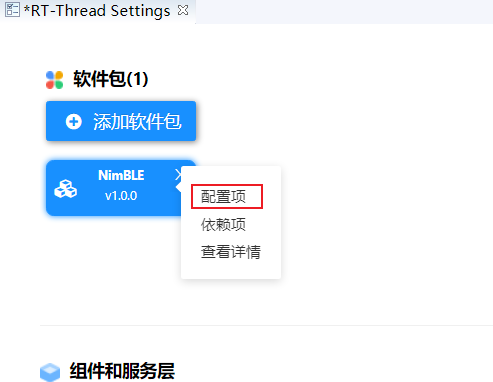 *RT-Thread Settings
软件包(1)
添加软件包
NimBLE
v1.0.0
配置项
依赖项
查看详情
组件和服务层